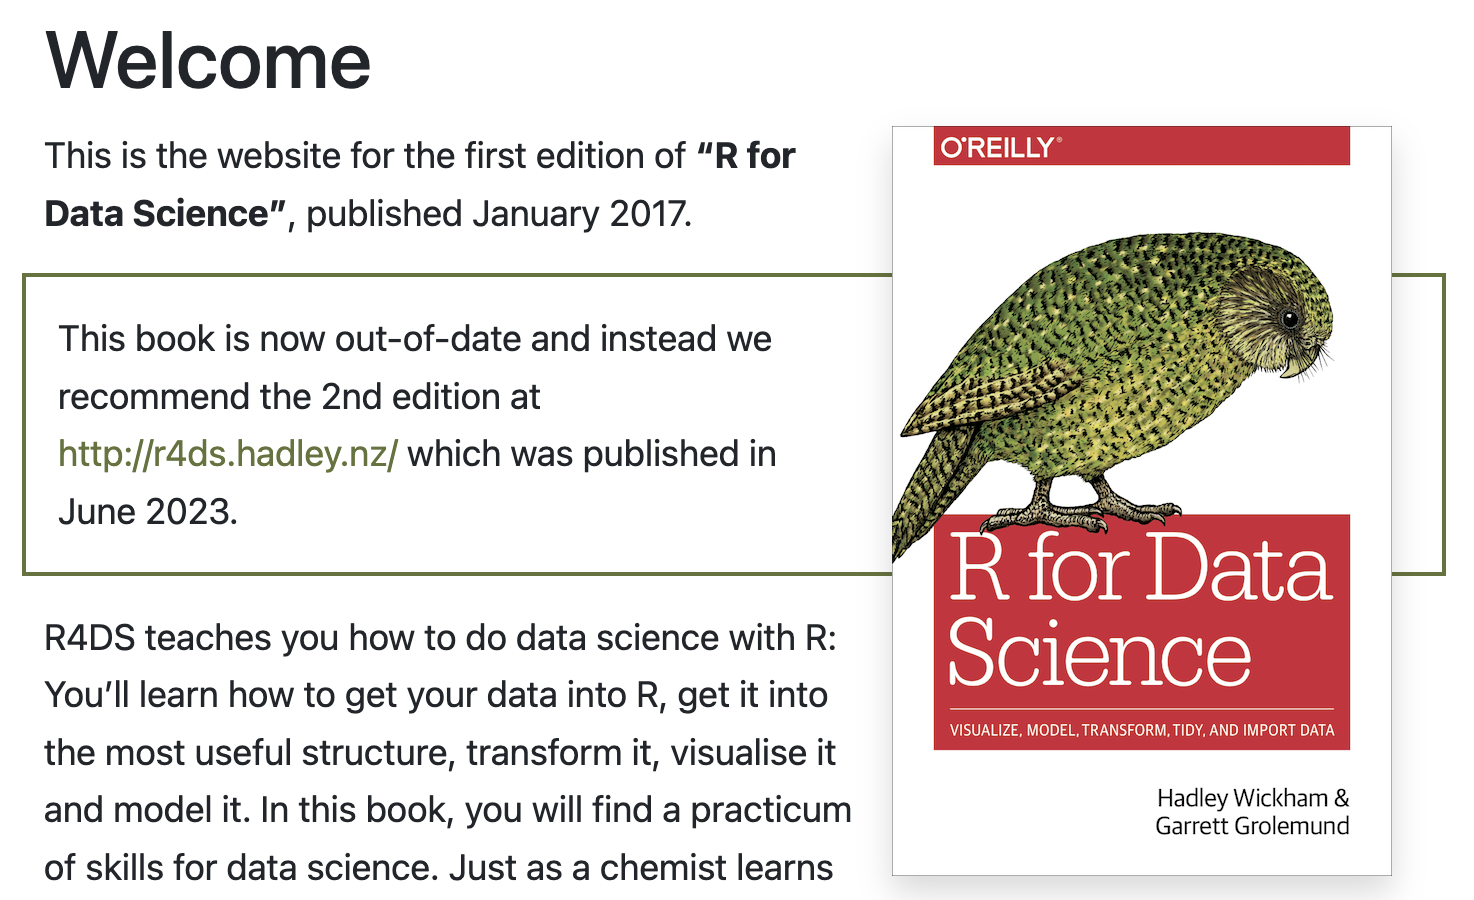 Welcome
This is the website for the first edition of “R for
Data Science”, published January 2017.
This book is now out-of-date and instead we
recommend the 2nd edition at
http://r4ds.hadley.nz/ which was published in
June 2023.
R4DS teaches you how to do data science with R:
You’ll learn how to get your data into R, get it into
the most useful structure, transform it, visualise it
and model it. In this book, you will find a practicum
of skills for data science. Just as a chemist learns
O'REILLY®
R for Data
Science
VISUALIZE, MODEL, TRANSFORM, TIDY, AND IMPORT DATA
Hadley Wickham &
Garrett Grolemund